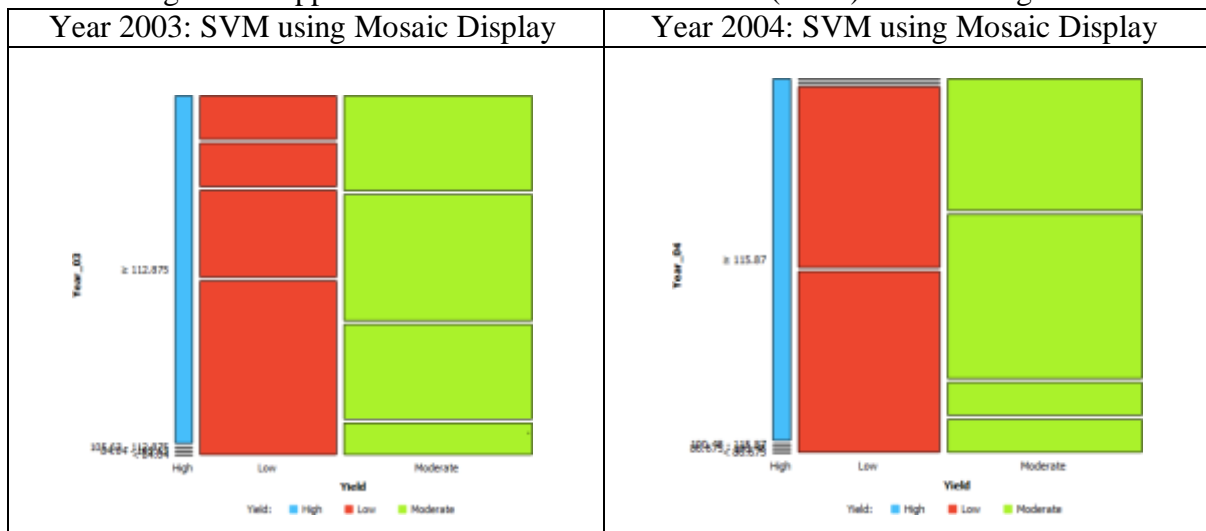 (
)
Year 2003: SVM using Mosaic Display
Year 2004: SVM using Mosaic Display
Year_03
≥ 112.875
High
Low
Moderate
Yield
Yield: High Low Moderate
Year_04
≥ 115.87
High
Low
Moderate
Yield
Yield: High Low Moderate